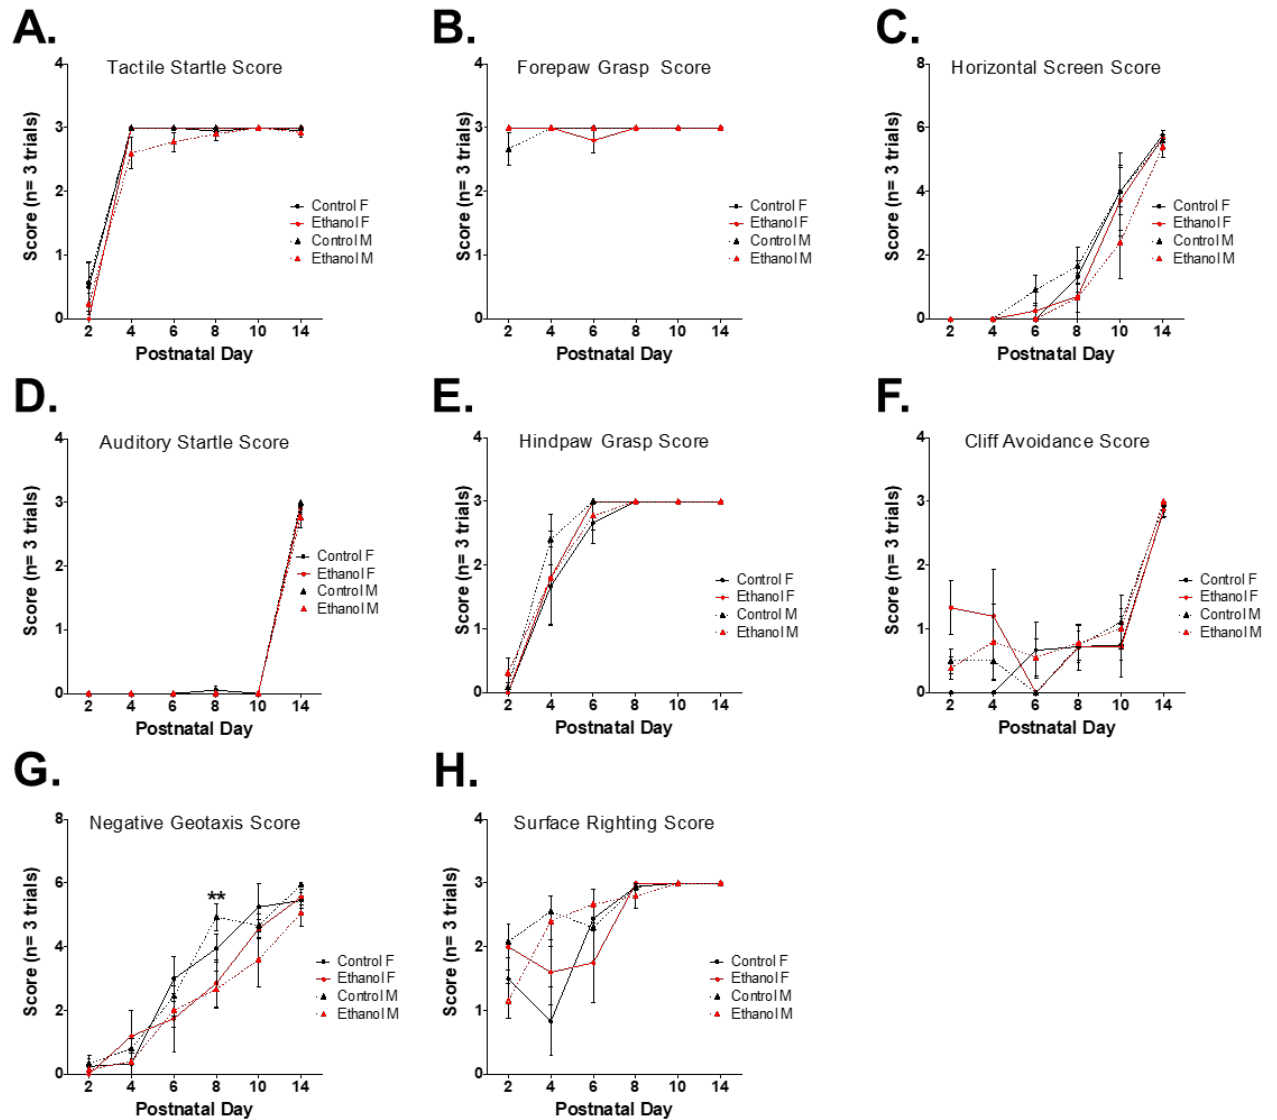 A.
Tactile Startle Score
Score (n= 3 trials)
4
3
2
1
0
2 4 6 8 10 14
Postnatal Day
Control F
Ethanol F
Control M
Ethanol M
B.
Forepaw Grasp Score
Score (n= 3 trials)
4
3
2
1
0
2 4 6 8 10 14
Postnatal Day
Control F
Ethanol F
Control M
Ethanol M
C.
Horizontal Screen Score
Score (n= 3 trials)
8
6
4
2
0
2 4 6 8 10 14
Postnatal Day
Control F
Ethanol F
Control M
Ethanol M
D.
Auditory Startle Score
Score (n= 3 trials)
4
3
2
1
0
2 4 6 8 10 14
Postnatal Day
Control F
Ethanol F
Control M
Ethanol M
E.
Hindpaw Grasp Score
Score (n= 3 trials)
4
3
2
1
0
2 4 6 8 10 14
Postnatal Day
Control F
Ethanol F
Control M
Ethanol M
F.
Cliff Avoidance Score
Score (n= 3 trials)
4
3
2
1
0
2 4 6 8 10 14
Postnatal Day
Control F
Ethanol F
Control M
Ethanol M
G.
Negative Geotaxis Score
Score (n= 3 trials)
8
6
4
2
0
**
2 4 6 8 10 14
Postnatal Day
Control F
Ethanol F
Control M
Ethanol M
H.
Surface Righting Score
Score (n= 3 trials)
4
3
2
1
0
2 4 6 8 10 14
Postnatal Day
Control F
Ethanol F
Control M
Ethanol M